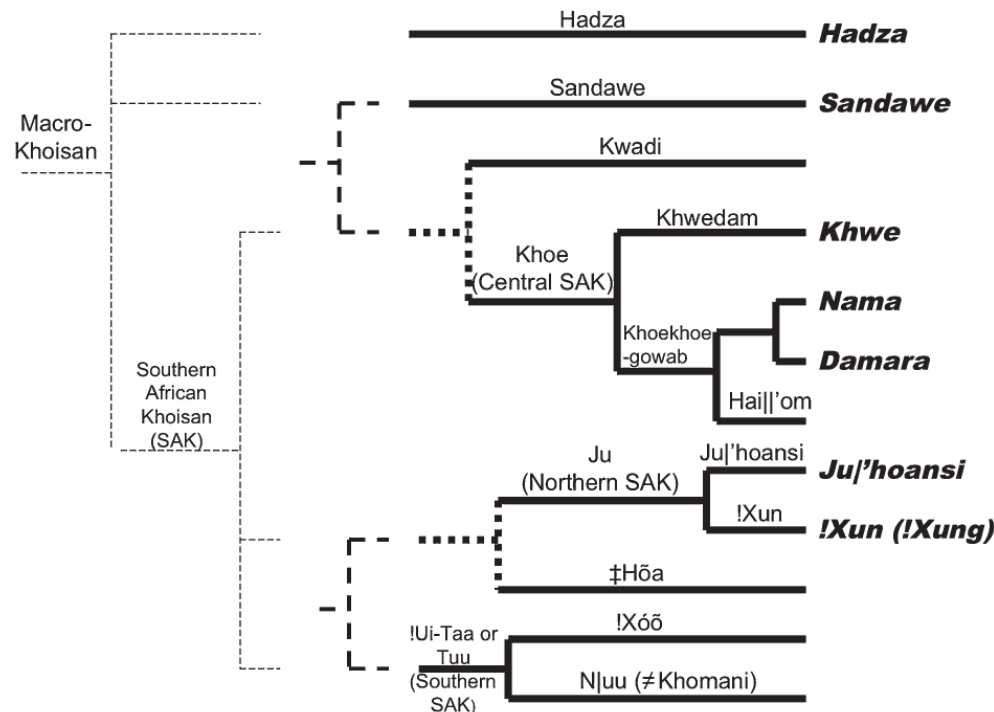 Hadza
Hadza
Sandawe
Sandawe
Macro-
Khoisan
Kwadi
Khwedam
Khwe
Khoe
(Central SAK)
Nama
Khoekhoe
-gowab
Damara
Southern
African
Khoisan
(SAK)
Hai||’om
Ju
(Northern SAK)
Ju|’hoansi
Ju|’hoansi
!Xun
!Xun (!Xung)
‡Hõa
!Ui-Taa or
Tuu
(Southern
SAK)
!Xóõ
N|uu (≠Khomani)